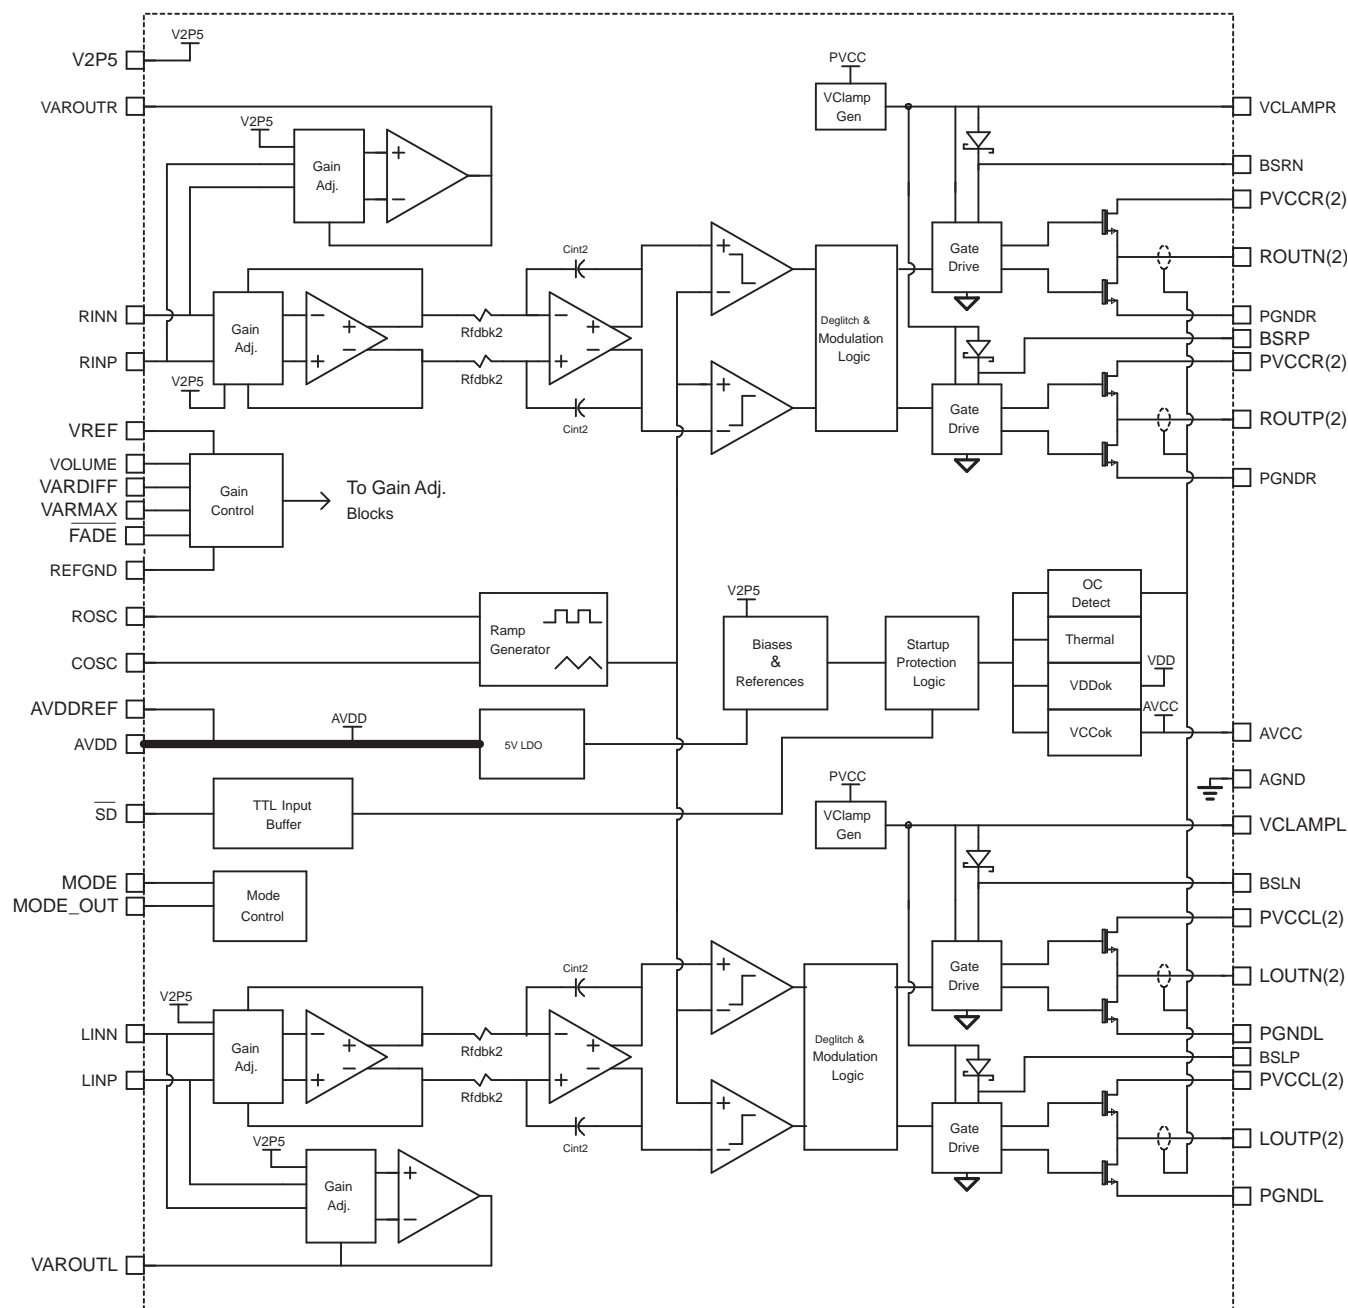 V2P5
V2P5
VAROUTR
V2P5
Gain
Adj.
RINN
RINP
Gain
Adj.
V2P5
Rfdbk2
Rfdbk2
Cint2
Cint2
PVCC
VClamp
Gen
Deglitch &
Modulation
Logic
Gate
Drive
Gate
Drive
VCLAMPR
BSRN
PVCCR(2)
ROUTN(2)
PGNDR
BSRP
PVCCR(2)
ROUTP(2)
PGNDR
VREF
VOLUME
VARDIFF
VARMAX
FADE
REFGND
Gain
Control
To Gain Adj.
Blocks
ROSC
COSC
Ramp
Generator
AVDDREF
AVDD
AVDD
5V LDO
V2P5
Biases
&
References
Startup
Protection
Logic
OC
Detect
Thermal
VDDok
VCCok
VDD
AVCC
AVCC
AGND
SD
TTL Input
Buffer
MODE
MODE_OUT
Mode
Control
PVCC
VClamp
Gen
VCLAMPL
BSLN
PVCCL(2)
LOUTN(2)
PGNDL
BSLP
PVCCL(2)
LOUTP(2)
PGNDL
V2P5
LINN
LINP
Gain
Adj.
Rfdbk2
Rfdbk2
Cint2
Cint2
Deglitch &
Modulation
Logic
Gate
Drive
Gate
Drive
V2P5
Gain
Adj.
VAROUTL